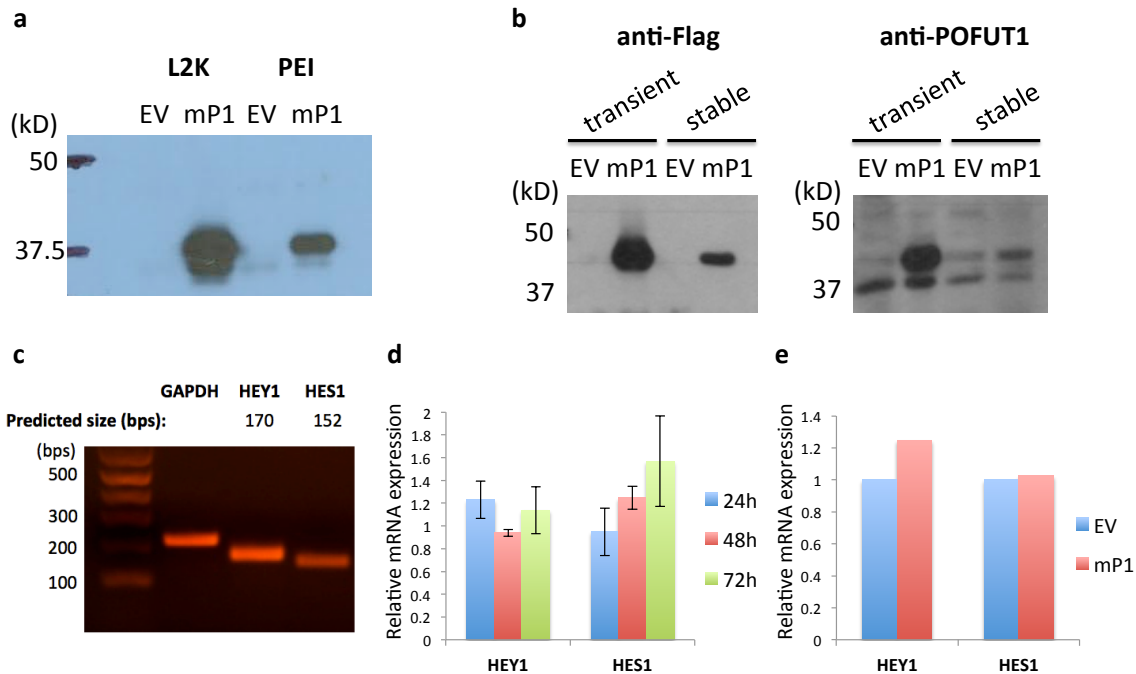 a
L2K PEI
EV mP1 EV mP1
(kD)
50
37.5
b
anti-Flag anti-POFUT1
transient stable transient stable
EV mP1 EV mP1 EV mP1 EV mP1
(kD) (kD)
50 50
37 37
c
GAPDH HEY1 HES1
Predicted size (bps): 170 152
(bps)
500
300
200
100
d
Relative mRNA expression
2
1.8
1.6
1.4
1.2
1
0.8
0.6
0.4
0.2
0
HEY1 HES1
24h
48h
72h
e
Relative mRNA expression
1.4
1.2
1
0.8
0.6
0.4
0.2
0
HEY1 HES1
EV
mP1